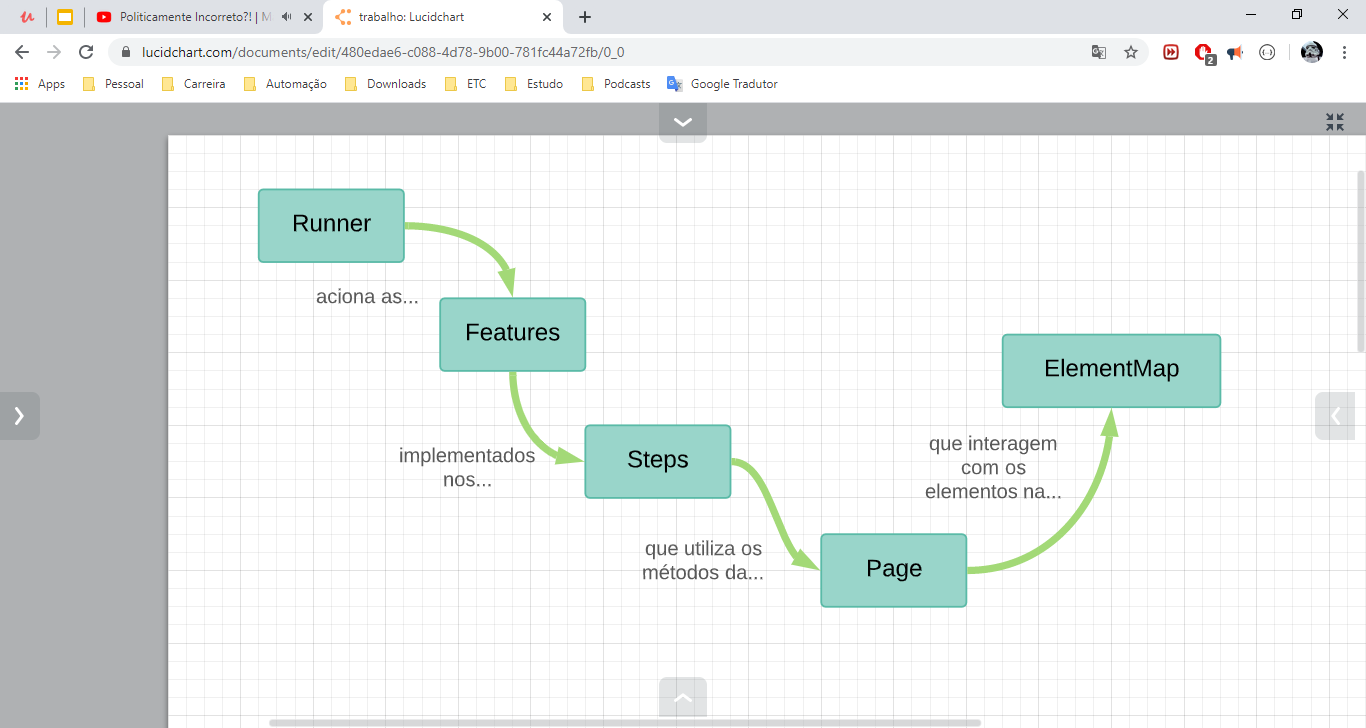 Politicamente Incorreto?! | M
trabalho: Lucidchart
lucidchart.com/documents/edit/480edae6-c088-4d78-9b00-781fc44a72fb/0_0
2
Apps
Pessoal
Carreira
Automação
Downloads
ETC
Estudo
Podcasts
Google Tradutor
Runner
aciona as...
Features
implementados
nos...
Steps
que utiliza os
métodos da...
Page
que interagem
com os
elementos na...
ElementMap